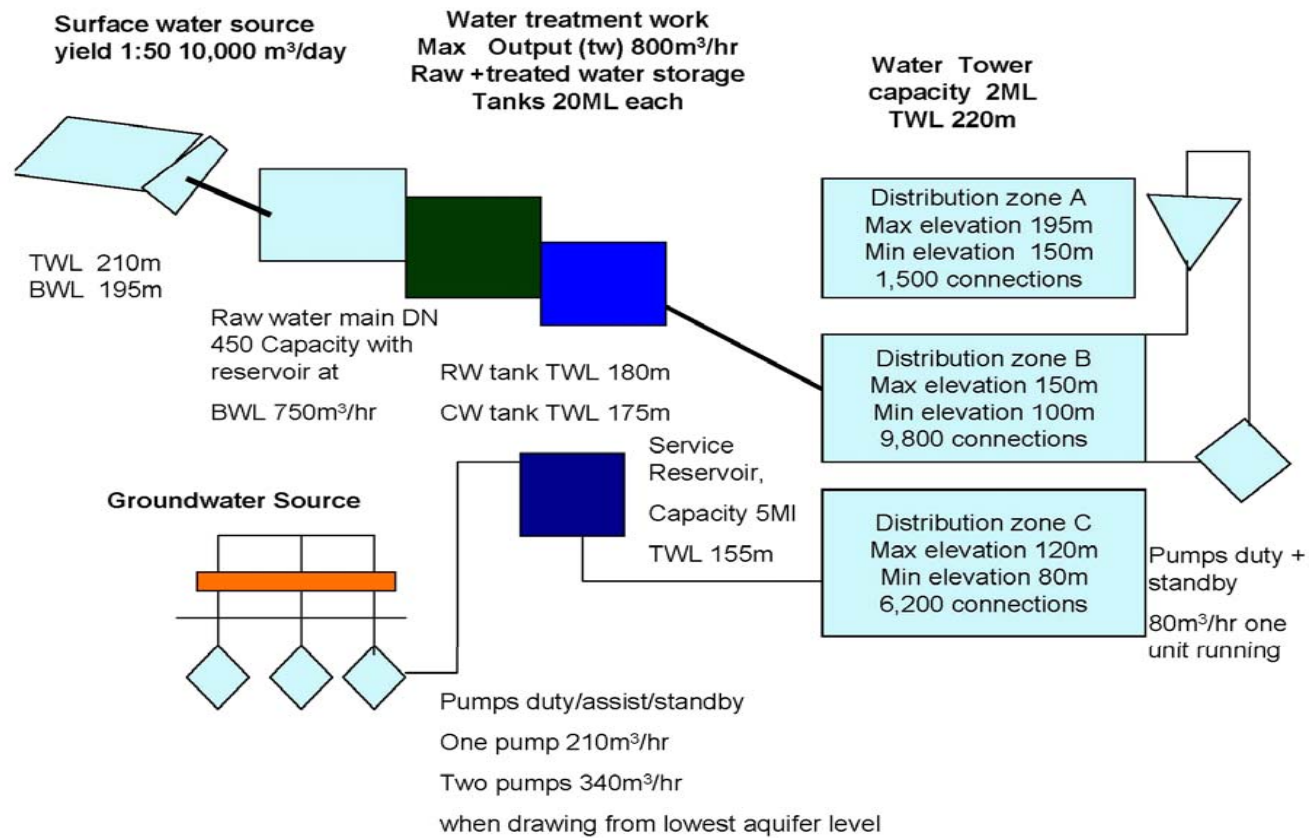 Surface water source
yield 1:50 10,000 m³/day
Water treatment work
Max Output (tw) 800m³/hr
Raw +treated water storage
Tanks 20ML each
Water Tower
capacity 2ML
TWL 220m
TWL 210m
BWL 195m
Raw water main DN
450 Capacity with
reservoir at
BWL 750m³/hr
RW tank TWL 180m
CW tank TWL 175m
Distribution zone A
Max elevation 195m
Min elevation 150m
1,500 connections
Distribution zone B
Max elevation 150m
Min elevation 100m
9,800 connections
Service
Reservoir,
Capacity 5Ml
TWL 155m
Groundwater Source
Distribution zone C
Max elevation 120m
Min elevation 80m
6,200 connections
Pumps duty +
standby
80m³/hr one
unit running
Pumps duty/assist/standby
One pump 210m³/hr
Two pumps 340m³/hr
when drawing from lowest aquifer level